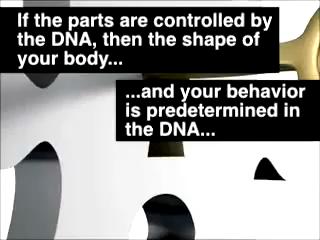 If the parts are controlled by
the DNA, then the shape of
your body...
...and your behavior
is predetermined in
the DNA...